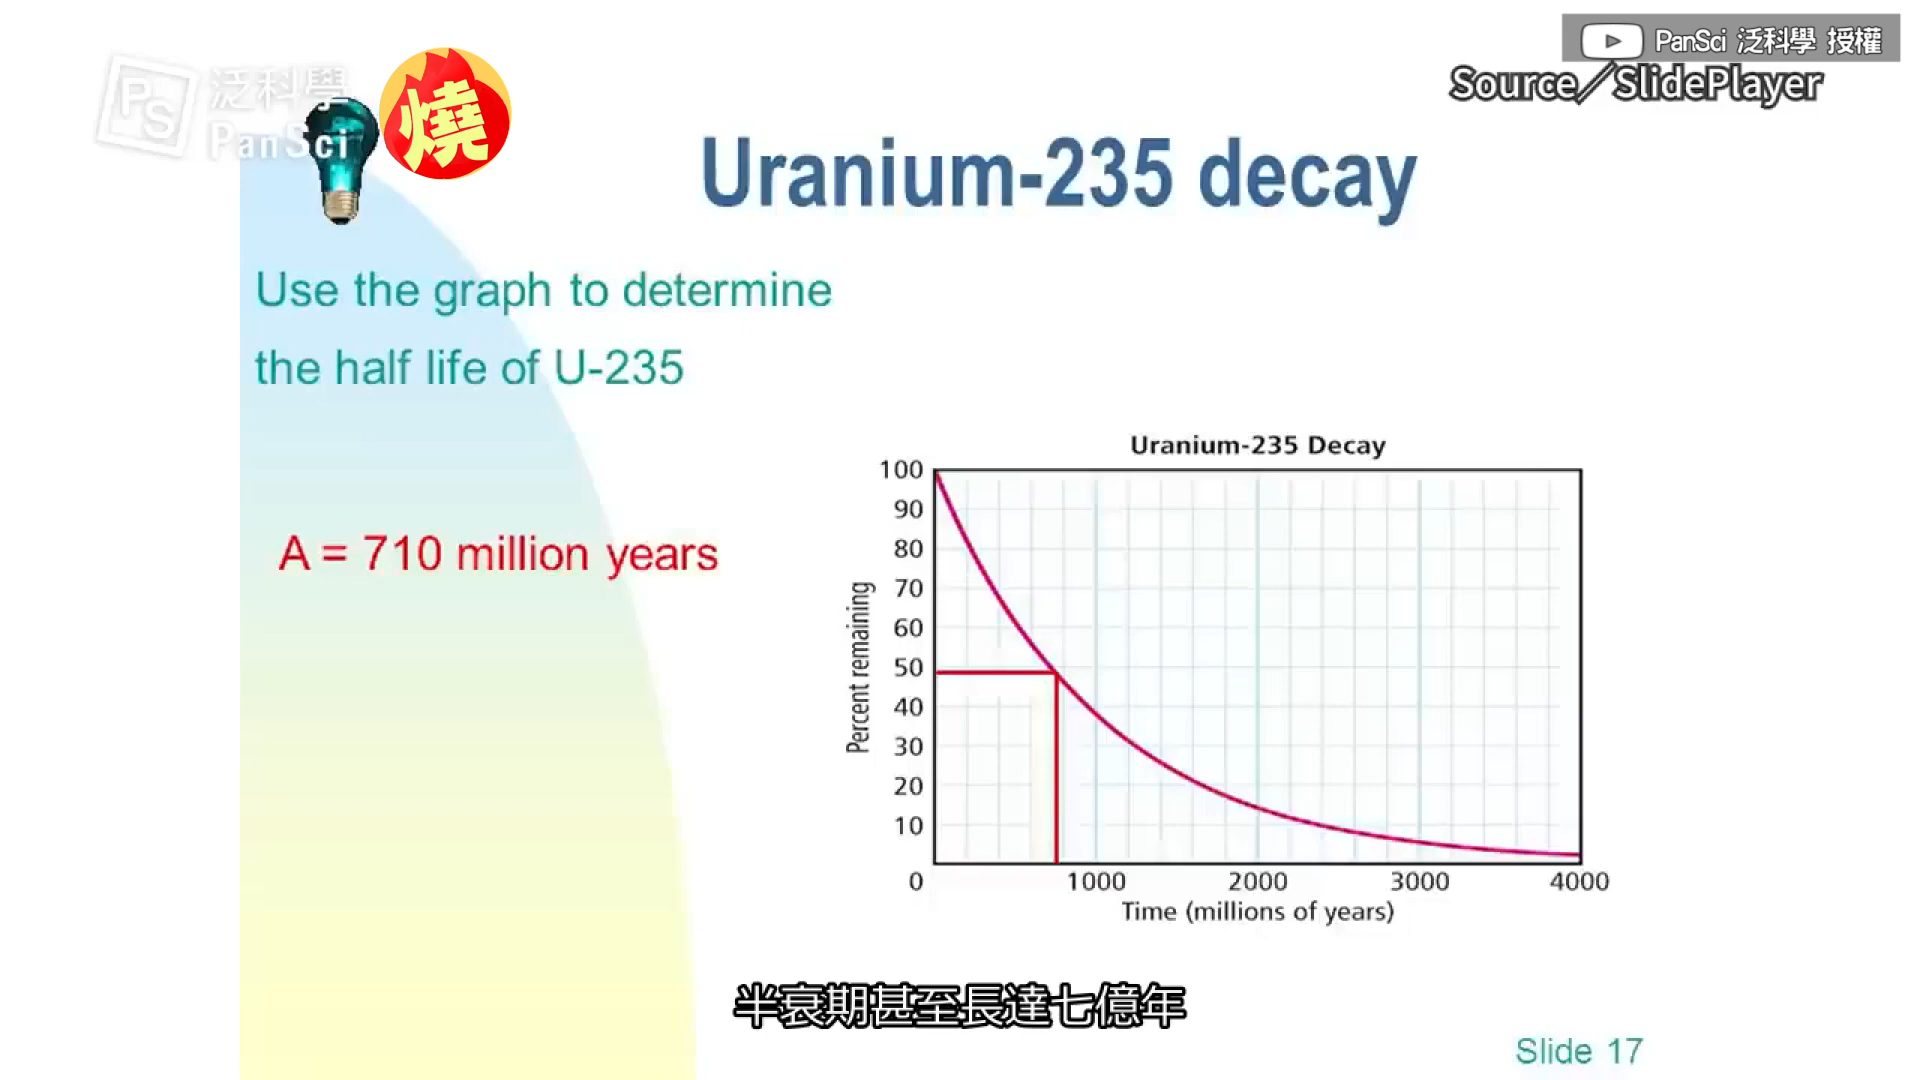 PanSci 泛科學 授權
Source／SlidePlayer
PS 泛科學
PanSci
燒
Uranium-235 decay
Use the graph to determine
the half life of U-235
A = 710 million years
Uranium-235 Decay
100
90
80
70
60
50
40
30
20
10
Percent remaining
0 1000 2000 3000 4000
Time (millions of years)
半衰期甚至長達七億年
Slide 17